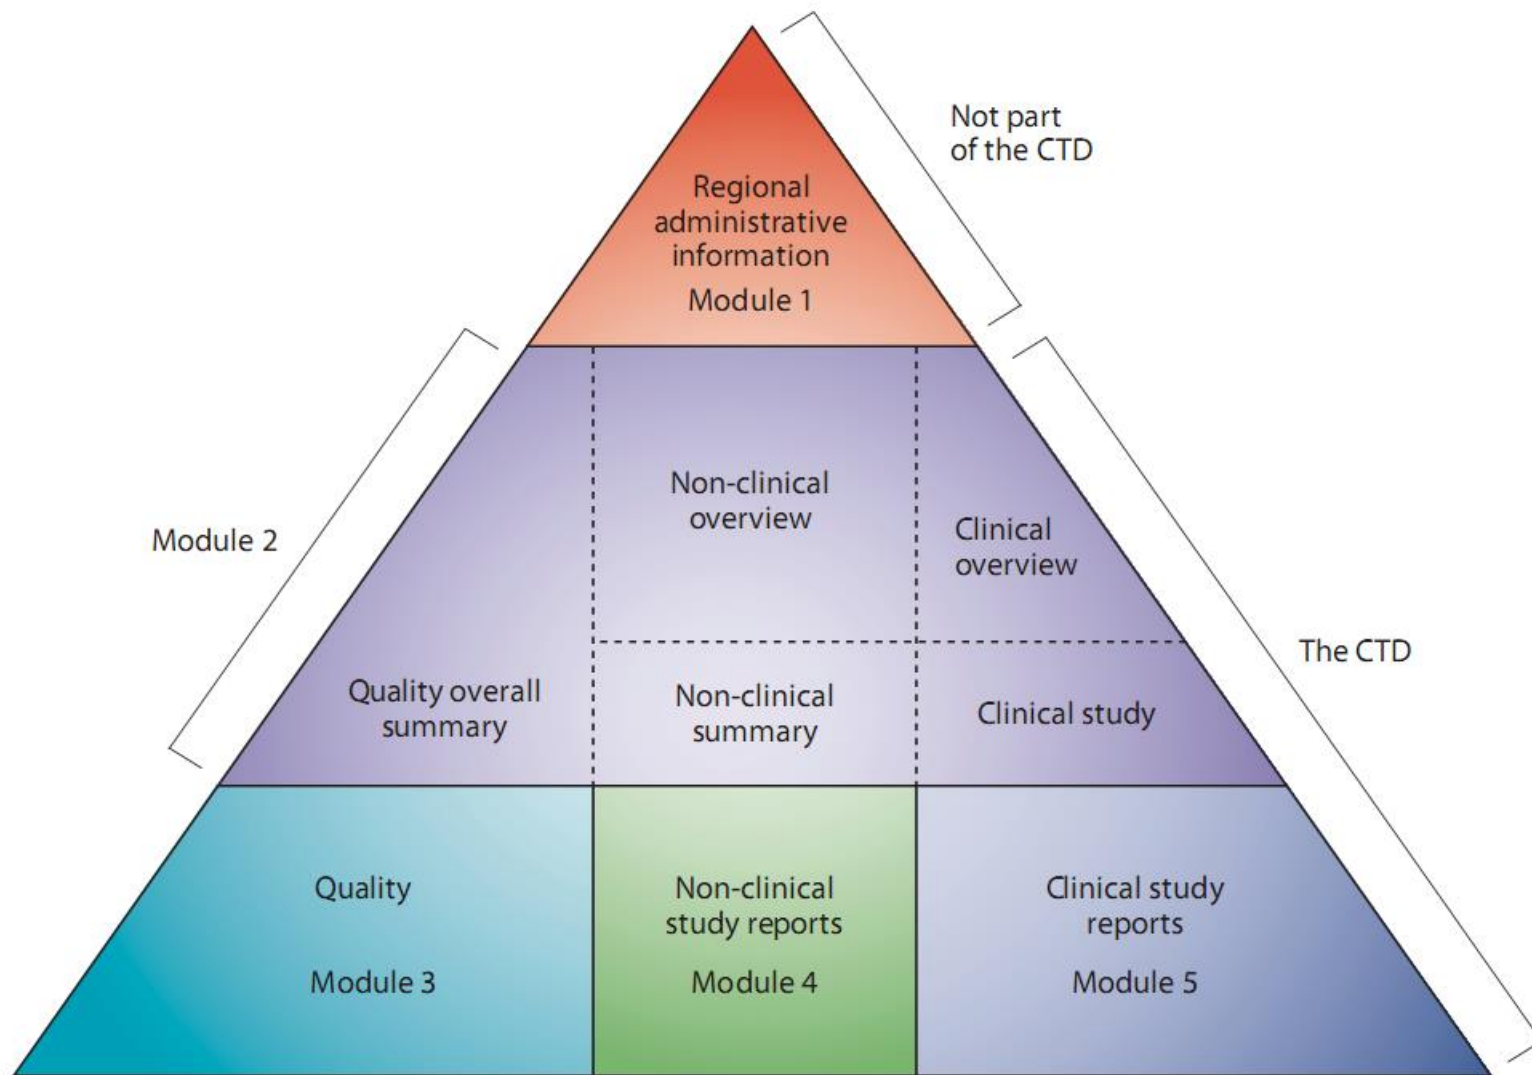 Not part
of the CTD
Regional
administrative
information
Module 1
Module 2
Non-clinical
overview
Clinical
overview
The CTD
Quality overall
summary
Non-clinical
summary
Clinical study
Quality
Module 3
Non-clinical
study reports
Module 4
Clinical study
reports
Module 5